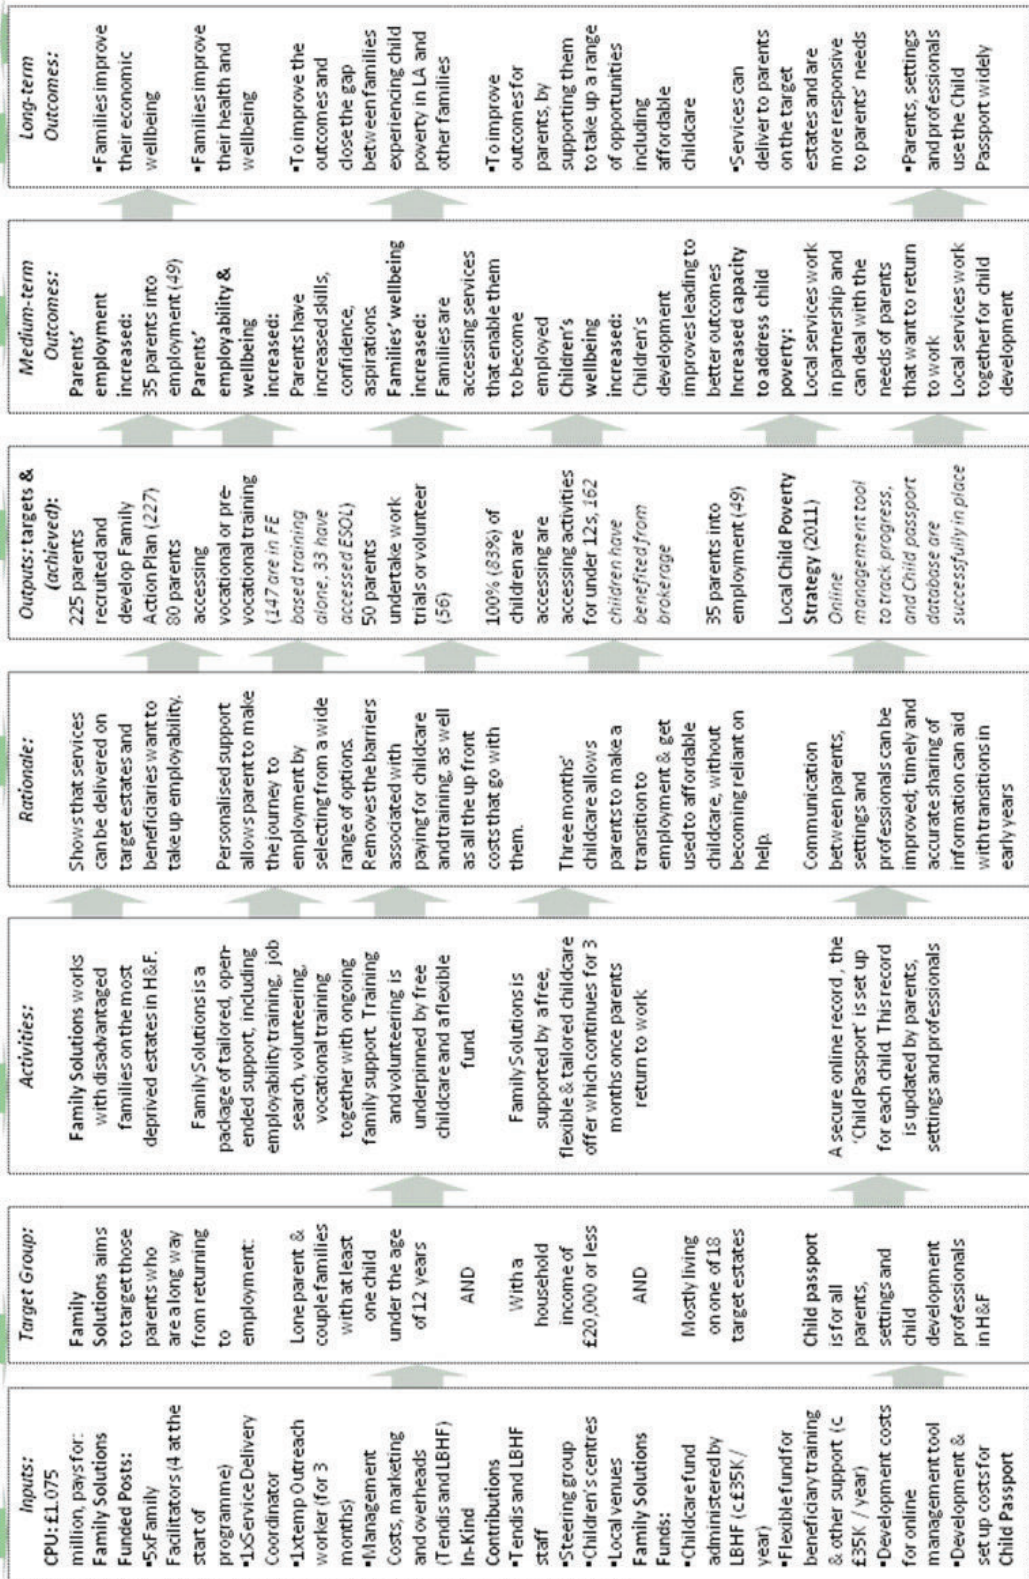 Inputs:
CPU: £1.075
million, pays for:
Family Solutions
Funded Posts:
▪5xFamily
Facilitators (4 at the
start of
programme)
▪1xService Delivery
Coordinator
▪1xtemp Outreach
worker (for 3
months)
▪Management
Costs, marketing
and overheads
(Tendis and LBHF)
In-Kind
Contributions
▪Tendis and LBHF
staff
▪Steering group
▪Children's centres
▪Local venues
Family Solutions
Funds:
▪Childcare fund
administered by
LBHF (c£35K/
year)
▪Flexible fund for
beneficiary training
& other support (c
£35K / year)
▪Development costs
for online
management tool
▪Development &
set up costs for
Child Passport
Target Group:
Family
Solutions aims
to target those
parents who
are a long way
from returning
to
employment:
Lone parent &
couple families
with at least
one child
under the age
of 12 years
AND
With a
household
income of
£20,000 or less
AND
Mostly living
on one of 18
target estates
Child passport
is for all
parents,
settings and
child
development
professionals
in H&F
Activities:
Family Solutions works
with disadvantaged
families on the most
deprived estates in H&F.
Family Solutions is a
package of tailored, open-
ended support, including
employability training, job
search, volunteering,
vocational training
together with ongoing
family support. Training
and volunteering is
underpinned by free
childcare and a flexible
fund
Family Solutions is
supported by a free,
flexible & tailored childcare
offer which continues for 3
months once parents
return to work
A secure online record , the
'Child Passport' is set up
for each child. This record
is updated by parents,
settings and professionals
Rationale:
Shows that services
can be delivered on
target estates and
beneficiaries want to
take up employability.
Personalised support
allows parent to make
the journey to
employment by
selecting from a wide
range of options.
Removes the barriers
associated with
paying for childcare
and training, as well
as all the up front
costs that go with
them.
Three months'
childcare allows
parents to make a
transition to
employment & get
used to affordable
childcare, without
becoming reliant on
help.
Communication
between parents,
settings and
professionals can be
improved; timely and
accurate sharing of
information can aid
with transitions in
early years
Outputs: targets &
(achieved):
225 parents
recruited and
develop Family
Action Plan (227)
80 parents
accessing
vocational or pre-
vocational training
(147 are in FE
based training
alone, 33 have
accessed ESOL)
50 parents
undertake work
trials or volunteer
(56)
100% (83%) of
children are
accessing are
accessing activities
for under 12s, 162
children have
benefited from
brokerage
35 parents into
employment (49)
Local Child Poverty
Strategy (2011)
Online
management tool
to track progress,
and Child passport
database are
successfully in place
Medium-term
Outcomes:
Parents'
employment
increased:
35 parents into
employment (49)
Parents'
employability &
wellbeing
increased:
Parents have
increased skills,
confidence,
aspirations.
Families' wellbeing
increased:
Families are
accessing services
that enable them
to become
employed
Children's
wellbeing
increased:
Children's
development
improves leading to
better outcomes
Increased capacity
to address child
poverty:
Local services work
in partnership and
can deal with the
needs of parents
that want to return
to work
Local services work
together for child
development
Long-term
Outcomes:
▪Families improve
their economic
wellbeing
▪Families improve
their health and
wellbeing
▪To improve the
outcomes and
close the gap
between families
experiencing child
poverty in LA and
other families
▪To improve
outcomes for
parents, by
supporting them
to take up a range
of opportunities
including
affordable
childcare
▪Services can
deliver to parents
on the target
estates and are
more responsive
to parents' needs
▪Parents, settings
and professionals
use the Child
Passport widely